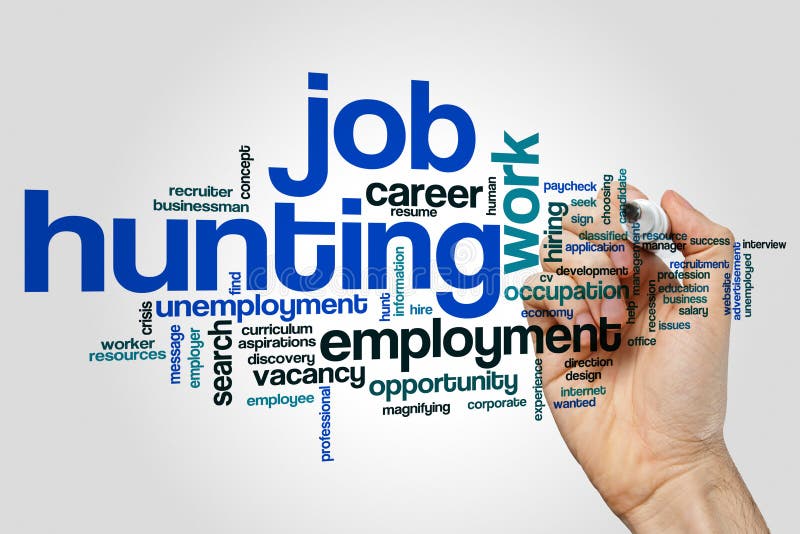 job
hunting
work
career
resume
human
concept
recruiter
businessman
paycheck
seek
sign
choosing
candidate
hiring
classified
application
resource
manager
management
success
interview
development
recruitment
profession
education
business
salary
issues
website
advertisement
unemployed
cv
occupation
economy
help
recession
office
find
unemployment
hunt
information
hire
crisis
worker
resources
message
employer
search
curriculum
aspirations
discovery
vacancy
employment
opportunity
employee
professional
magnifying
corporate
experience
direction
design
internet
wanted